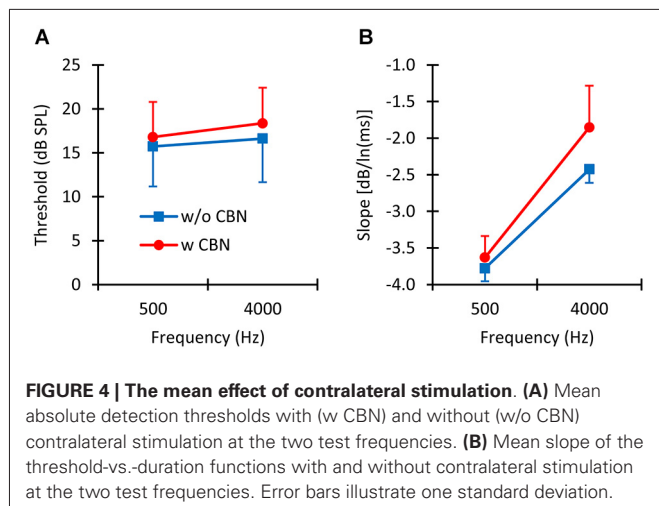 A
B
25
20
15
10
5
0
Threshold (dB SPL)
w/o CBN
w CBN
500
4000
Frequency (Hz)
-1.0
-1.5
-2.0
-2.5
-3.0
-3.5
-4.0
Slope [dB/ln(ms)]
500
4000
Frequency (Hz)
FIGURE 4 | The mean effect of contralateral stimulation. (A) Mean
absolute detection thresholds with (w CBN) and without (w/o CBN)
contralateral stimulation at the two test frequencies. (B) Mean slope of the
threshold-vs.-duration functions with and without contralateral stimulation
at the two test frequencies. Error bars illustrate one standard deviation.